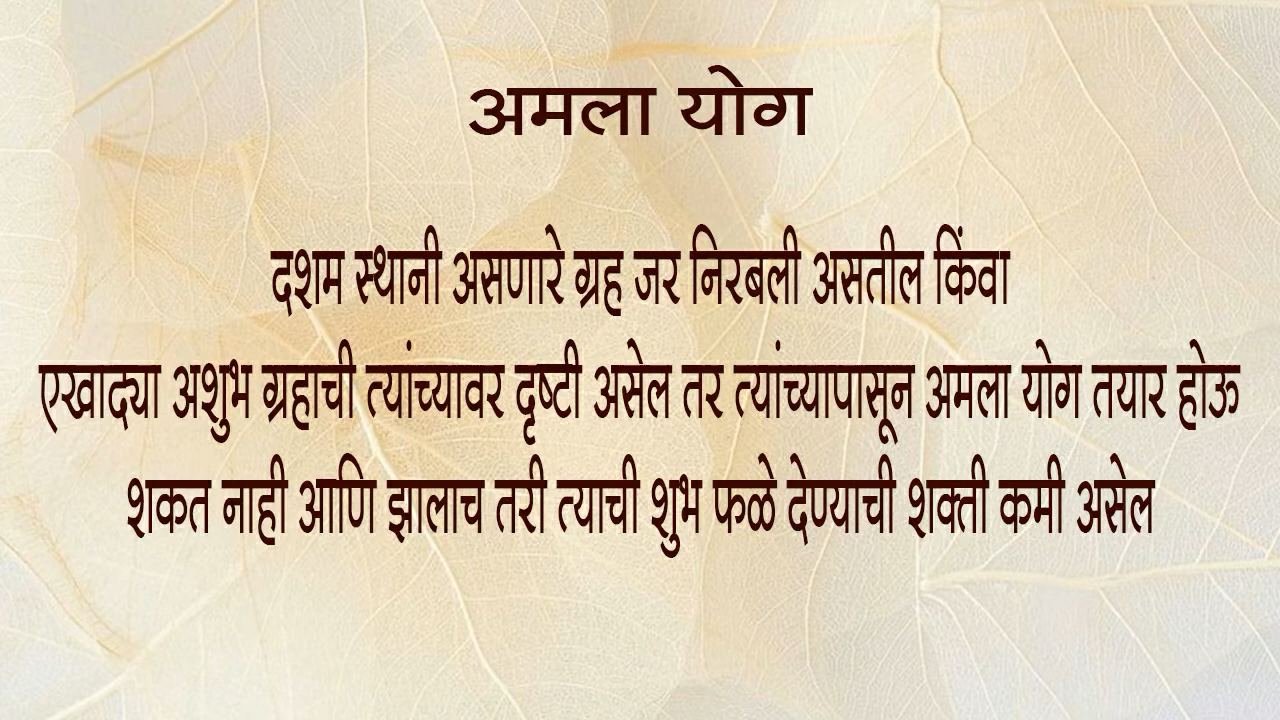 अमला योग
दशम स्थानी असणारे ग्रह जर निरबली असतील किंवा
एखाद्या अशुभ ग्रहाची त्यांच्यावर दृष्टी असेल तर त्यांच्यापासून अमला योग तयार होऊ
शकत नाही आणि झालाच तरी त्याची शुभ फळे देण्याची शक्ती कमी असेल